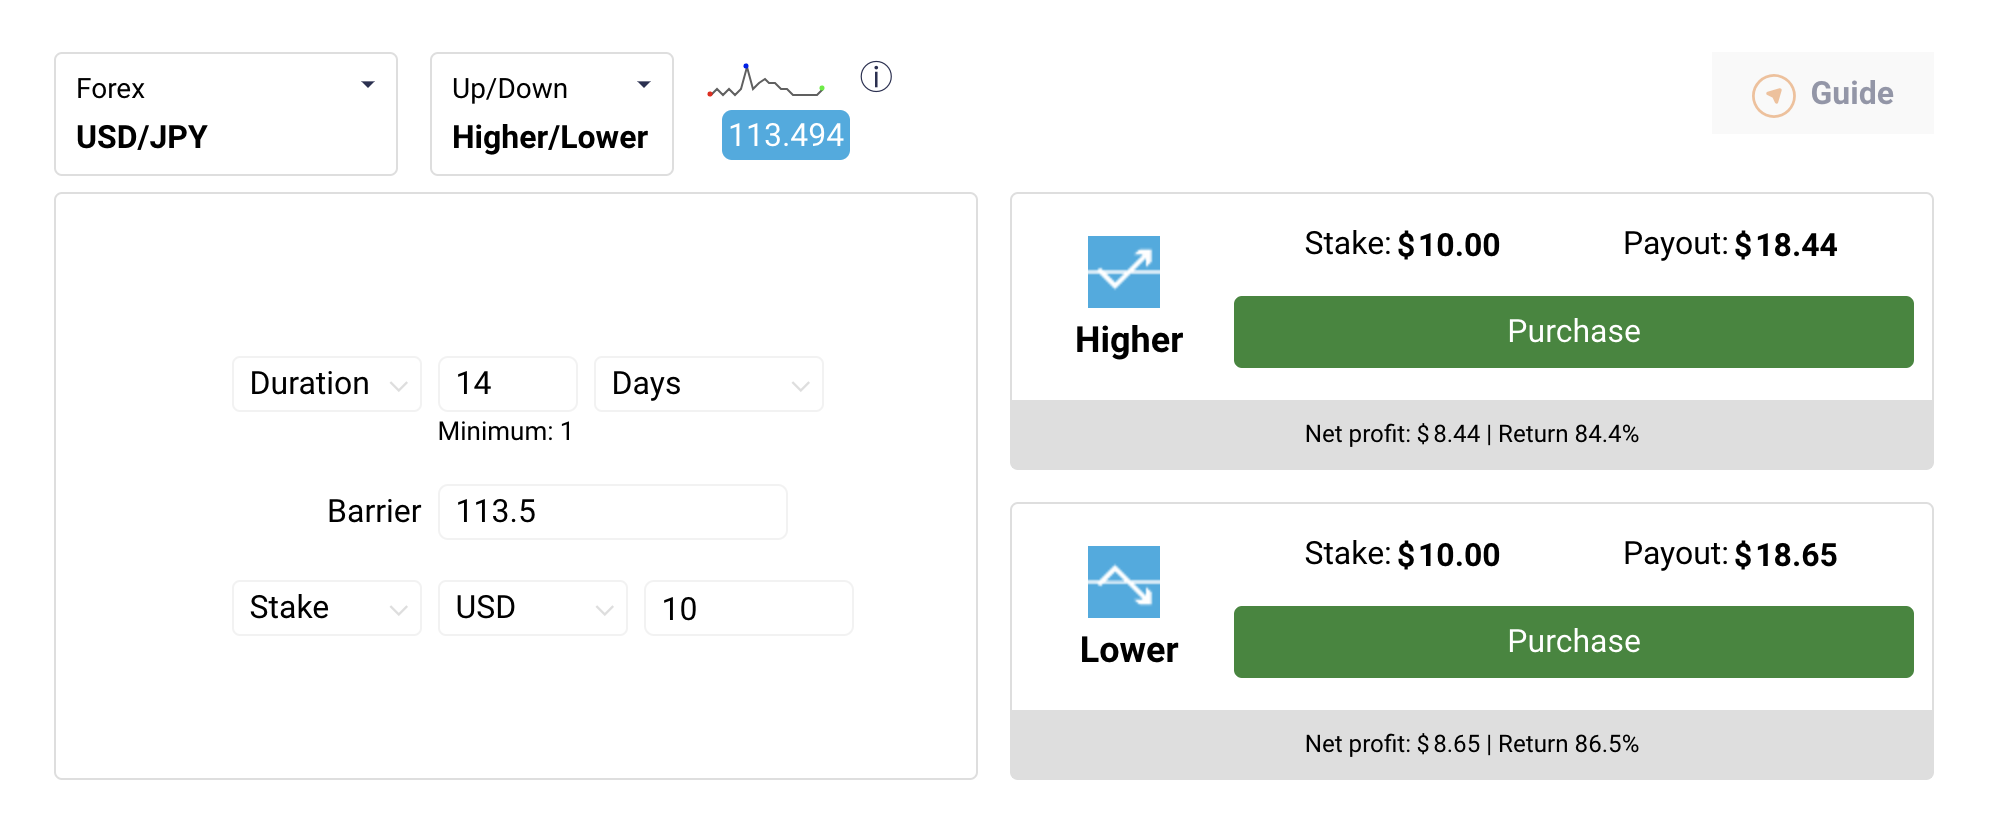 Forex
USD/JPY
Up/Down
Higher/Lower
113.494
Guide
Duration 14 Days
Minimum: 1
Barrier 113.5
Stake USD 10
Higher
Stake: $10.00 Payout: $18.44
Purchase
Net profit: $8.44 | Return 84.4%
Lower
Stake: $10.00 Payout: $18.65
Purchase
Net profit: $8.65 | Return 86.5%